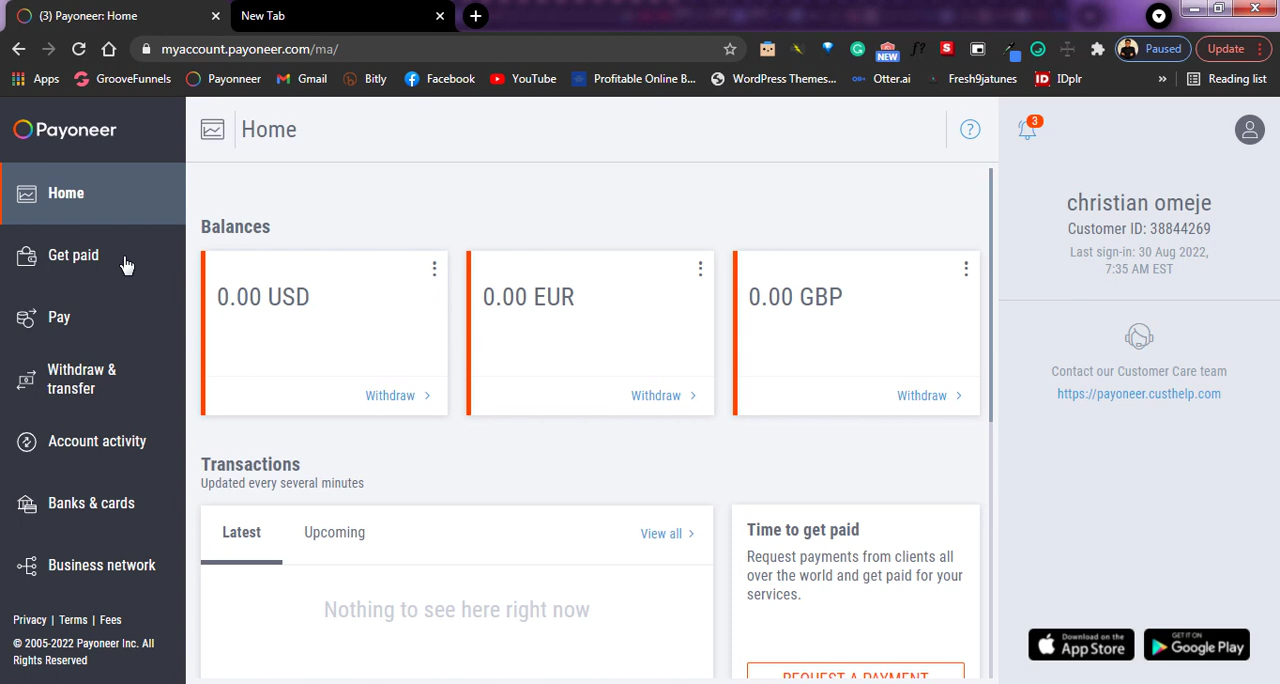 (3) Payoneer: Home
New Tab
myaccount.payoneer.com/ma/
NEW
f?
S
Paused
Update
Apps
GrooveFunnels
Payonneer
Gmail
Bitly
Facebook
YouTube
Profitable Online B...
WordPress Themes...
Otter.ai
Fresh9jatunes
ID
IDplr
»
Reading list
Payoneer
Home
?
3
Home
Get paid
Pay
Withdraw &
transfer
Account activity
Banks & cards
Business network
Privacy | Terms | Fees
© 2005-2022 Payoneer Inc. All
Rights Reserved
Balances
0.00 USD
Withdraw >
0.00 EUR
Withdraw >
0.00 GBP
Withdraw >
Transactions
Updated every several minutes
Latest
Upcoming
View all >
Nothing to see here right now
Time to get paid
Request payments from clients all
over the world and get paid for your
services.
REQUEST A PAYMENT
christian omeje
Customer ID: 38844269
Last sign-in: 30 Aug 2022,
7:35 AM EST
Contact our Customer Care team
https://payoneer.custhelp.com
Download on the
App Store
GET IT ON
Google Play